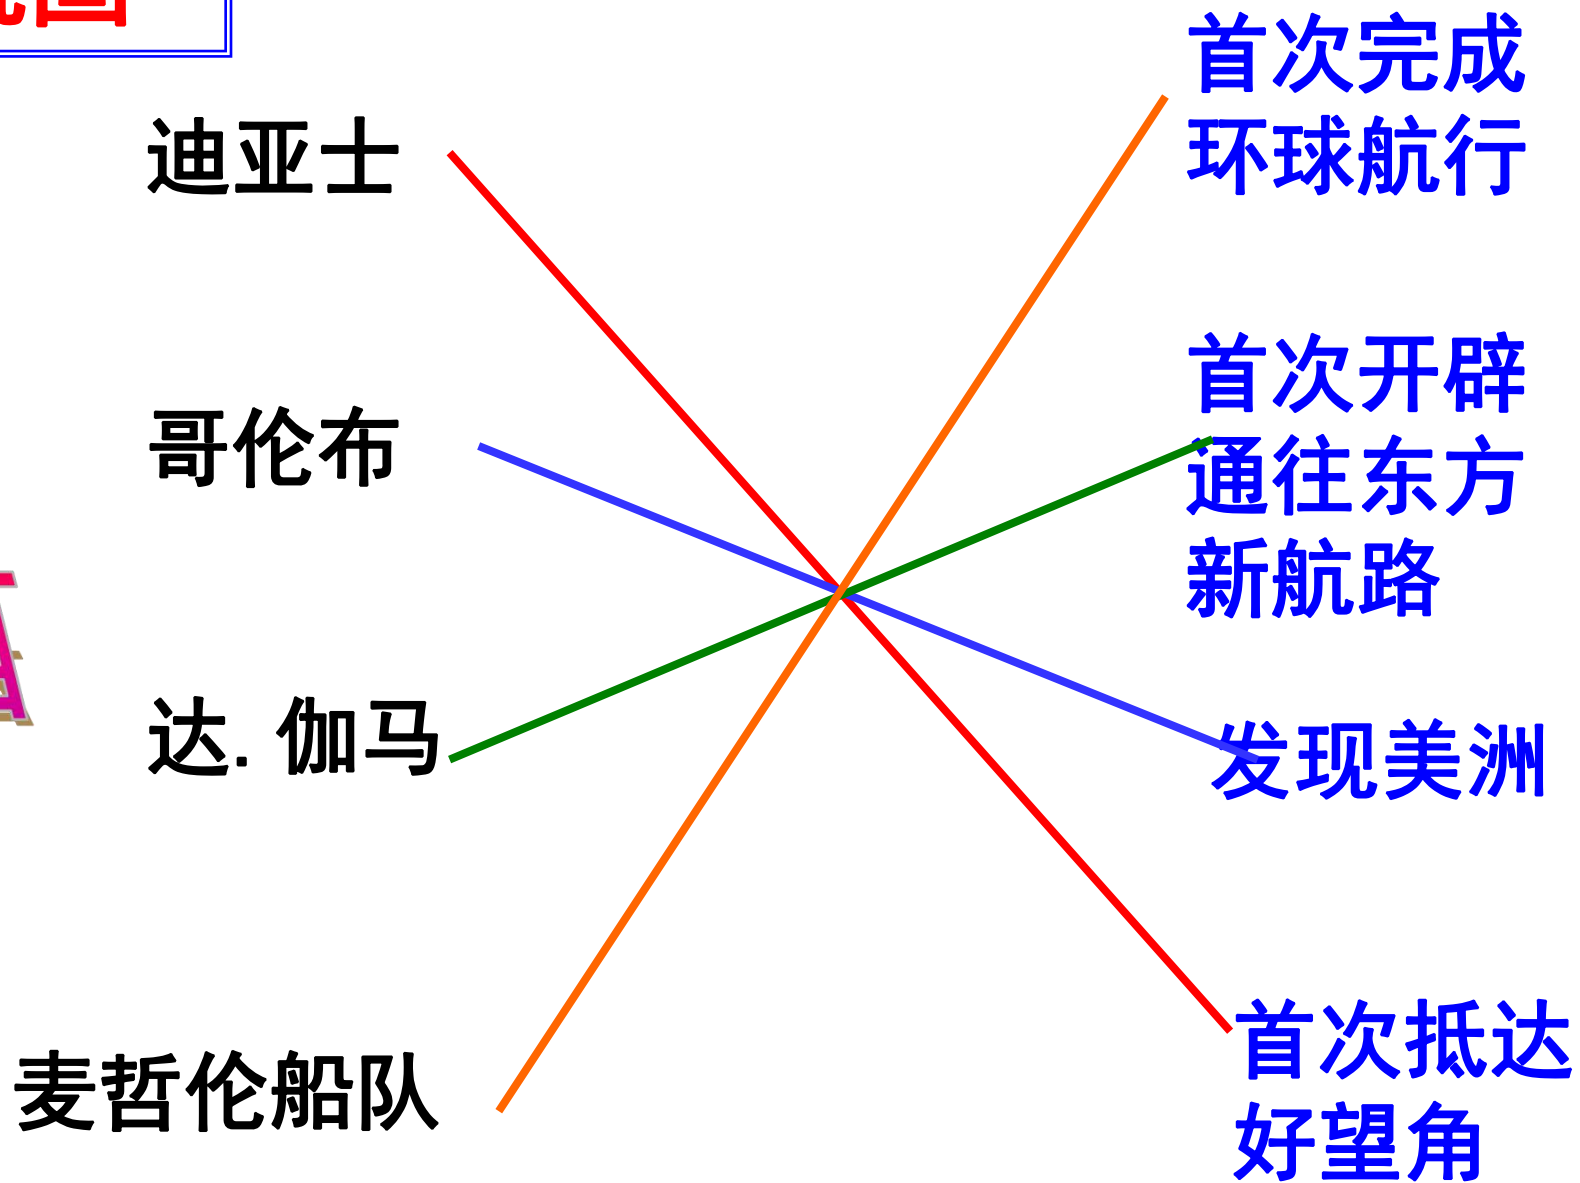 迪亚士
哥伦布
达.伽马
麦哲伦船队
首次完成
环球航行
首次开辟
通往东方
新航路
发现美洲
首次抵达
好望角